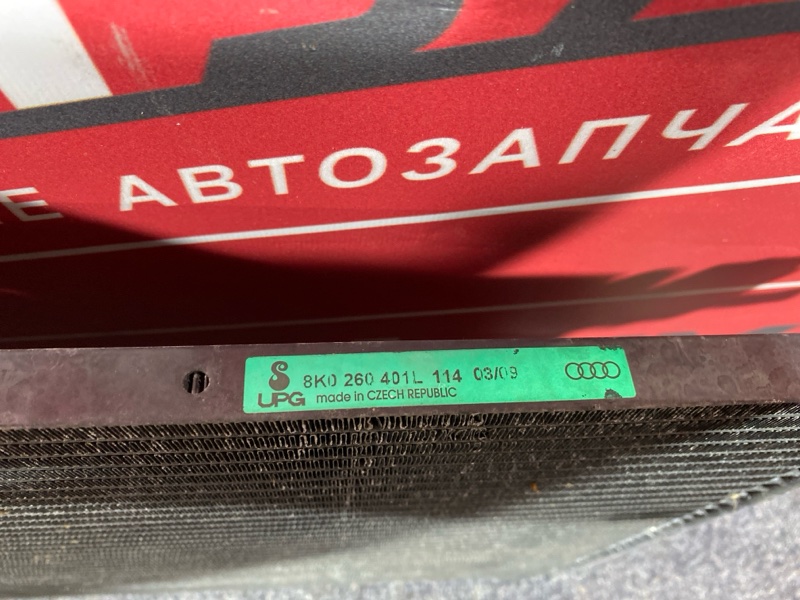 Е АВТОЗАПЧА
8K0 260 401L 114 03/09
UPG made in CZECH REPUBLIC